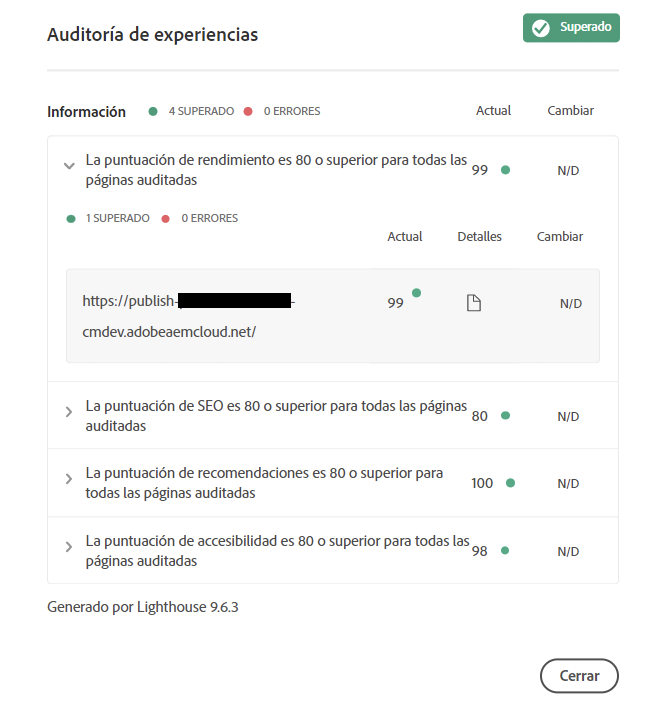 Auditoría de experiencias
Superado
Información 4 SUPERADO 0 ERRORES Actual Cambiar
La puntuación de rendimiento es 80 o superior para todas las
páginas auditadas
99 N/D
1 SUPERADO 0 ERRORES
Actual Detalles Cambiar
https://publish- -
cmdev.adobeaemcloud.net/
99 N/D
La puntuación de SEO es 80 o superior para todas las páginas
auditadas
80 N/D
La puntuación de recomendaciones es 80 o superior para
todas las páginas auditadas
100 N/D
La puntuación de accesibilidad es 80 o superior para todas las
páginas auditadas
98 N/D
Generado por Lighthouse 9.6.3
Cerrar